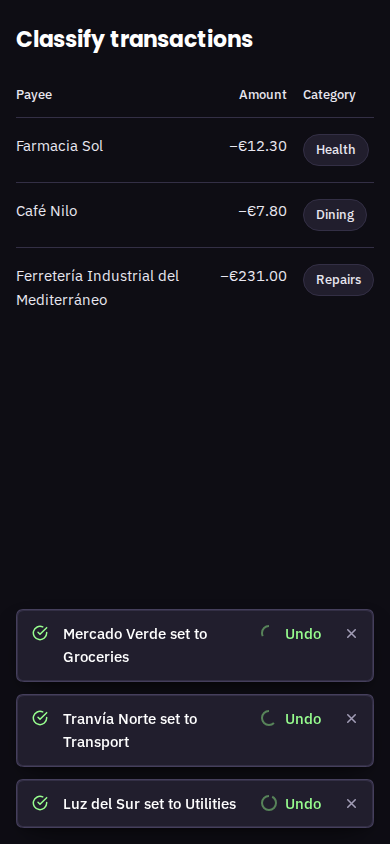 Classify transactions
Payee Amount Category
Farmacia Sol −€12.30 Health
Café Nilo −€7.80 Dining
Ferretería Industrial del −€231.00 Repairs
Mediterráneo
Mercado Verde set to Undo
Groceries
Tranvía Norte set to Undo
Transport
Luz del Sur set to Utilities Undo